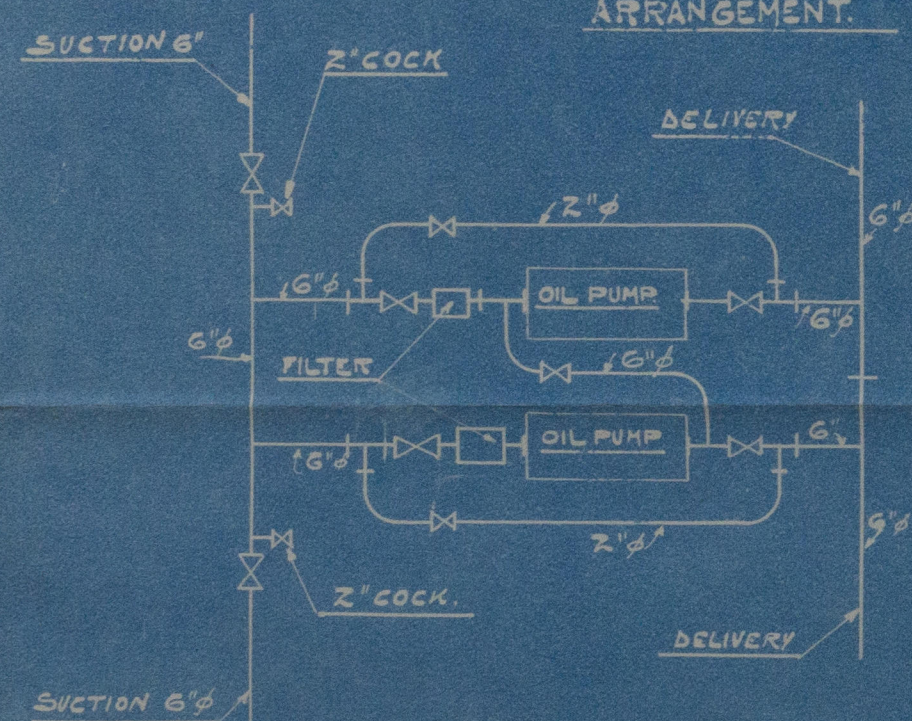 ARRANGEMENT.
SUCTION 6"
2" COCK
DELIVERY
2"φ
6"φ
6"φ
OIL PUMP
6"φ
6"φ
FILTER
6"φ
OIL PUMP
6"
6"φ
2"φ
2" COCK.
DELIVERY
SUCTION 6"φ